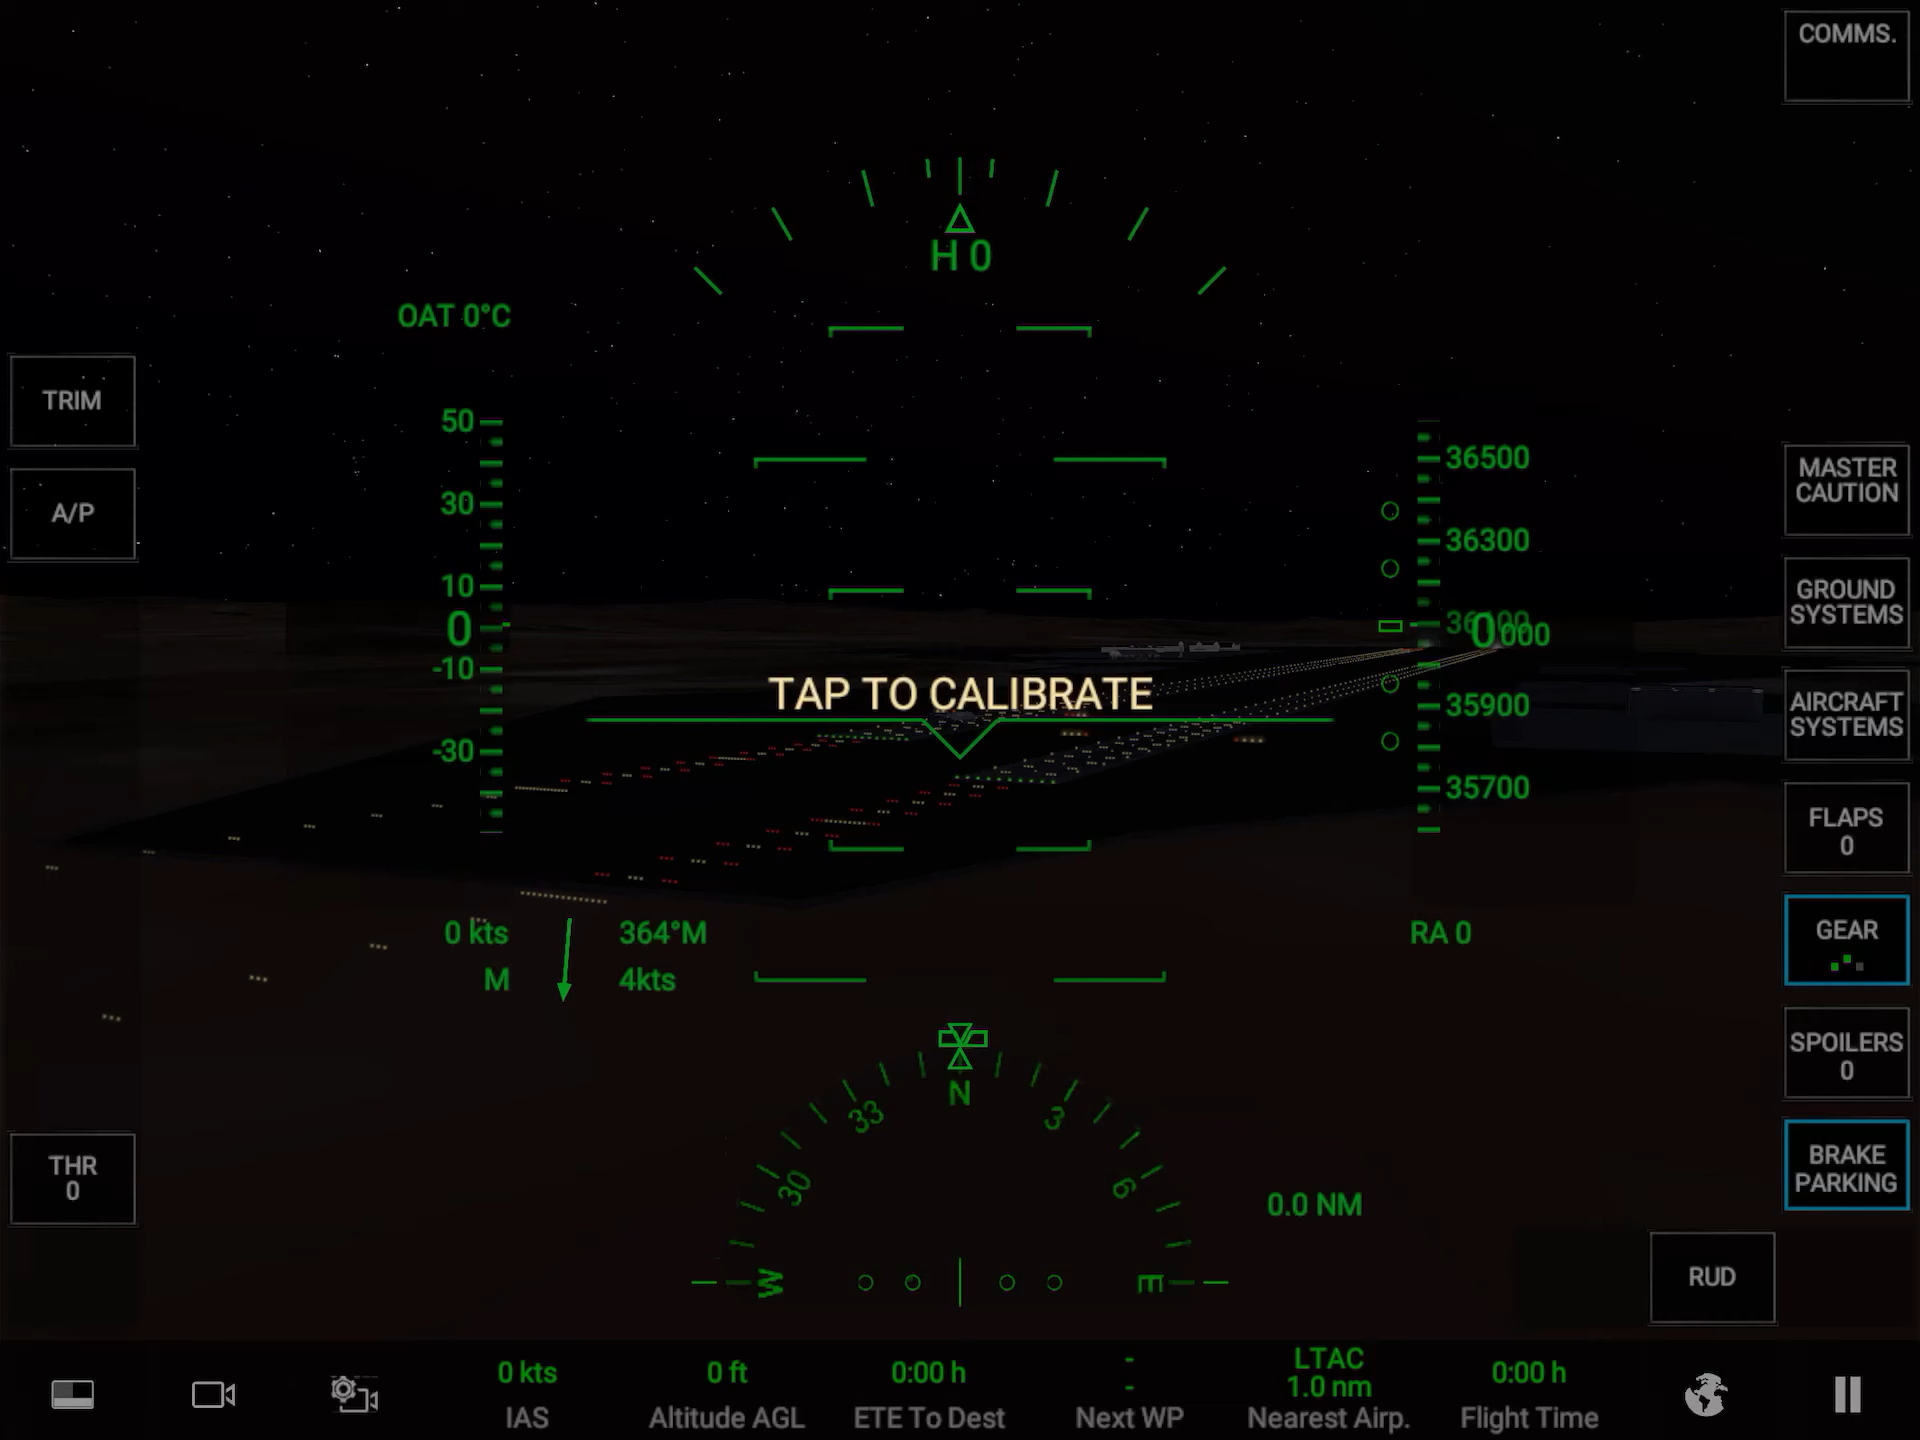 COMMS.
H 0
OAT 0°C
TRIM
50
36500
MASTER
CAUTION
A/P
30
36300
10
GROUND
SYSTEMS
0
0000
-10
TAP TO CALIBRATE
35900
AIRCRAFT
SYSTEMS
-30
35700
FLAPS
0
0 kts
364°M
RA 0
GEAR
M
4kts
SPOILERS
0
N
33
3
THR
0
30
6
0.0 NM
BRAKE
PARKING
W
E
RUD
0 kts
IAS
0 ft
Altitude AGL
0:00 h
ETE To Dest
-
-
Next WP
LTAC
1.0 nm
Nearest Airp.
0:00 h
Flight Time